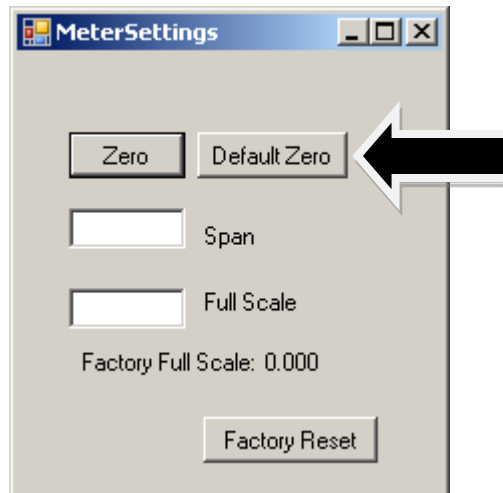 MeterSettings
Zero Default Zero
Span
Full Scale
Factory Full Scale: 0.000
Factory Reset